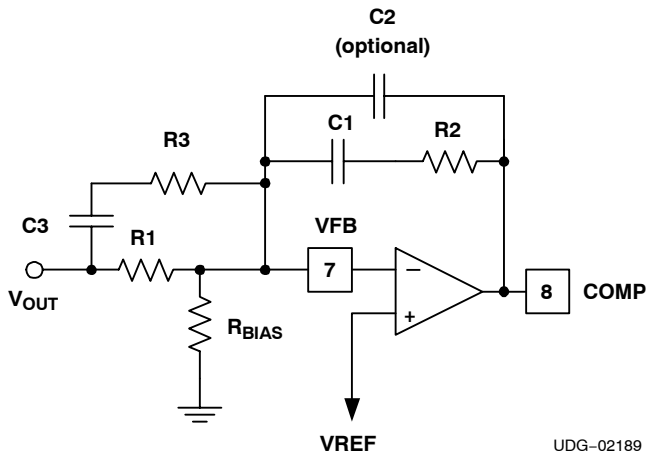 C2
(optional)
C1
R2
R3
C3
R1
VFB
7
−
+
8
COMP
VOUT
RBIAS
VREF
UDG−02189